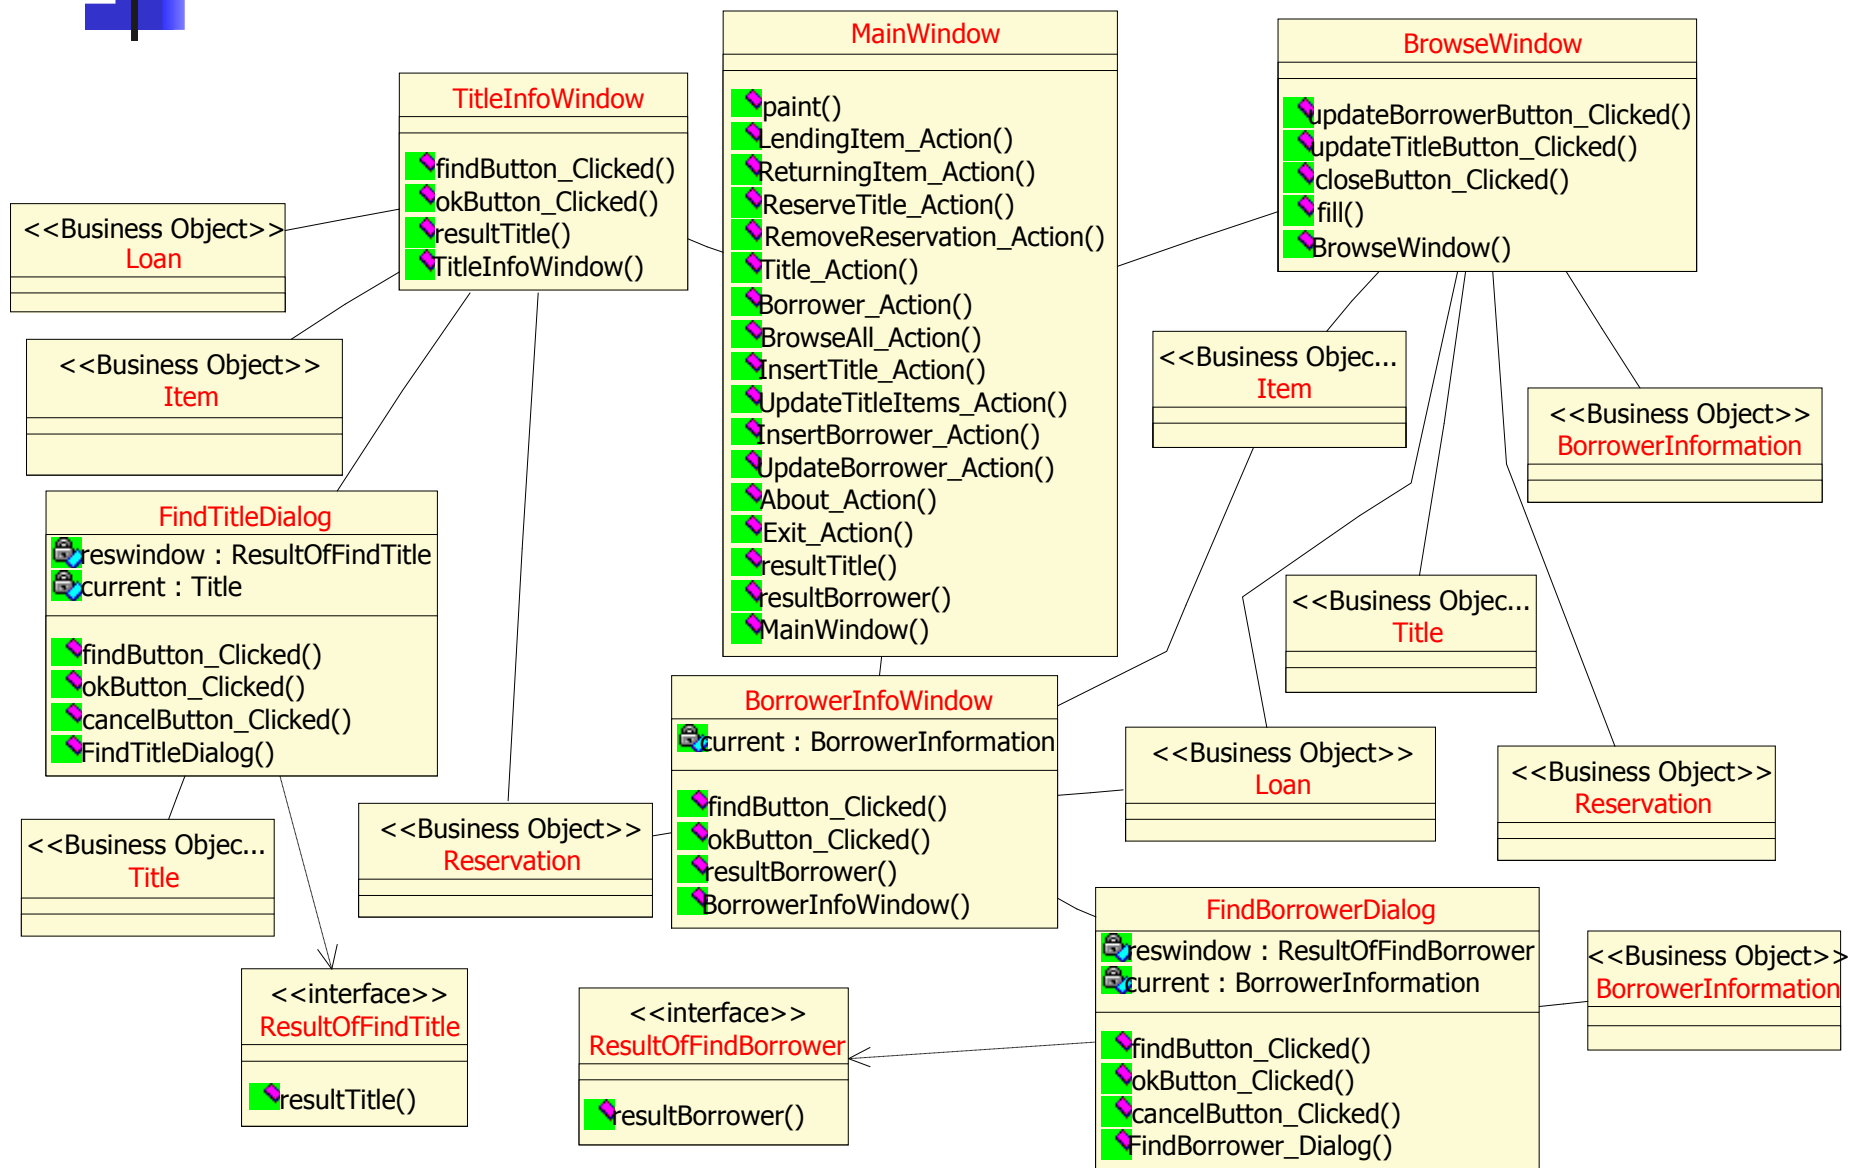 MainWindow
paint()
LendingItem_Action()
ReturningItem_Action()
ReserveTitle_Action()
RemoveReservation_Action()
Title_Action()
Borrower_Action()
BrowseAll_Action()
InsertTitle_Action()
UpdateTitleItems_Action()
InsertBorrower_Action()
UpdateBorrower_Action()
About_Action()
Exit_Action()
resultTitle()
resultBorrower()
MainWindow()
BrowseWindow
updateBorrowerButton_Clicked()
updateTitleButton_Clicked()
closeButton_Clicked()
fill()
BrowseWindow()
TitleInfoWindow
findButton_Clicked()
okButton_Clicked()
resultTitle()
TitleInfoWindow()
<<Business Object>>
Loan
<<Business Object>>
Item
<<Business Objec...
Item
<<Business Object>>
BorrowerInformation
FindTitleDialog
reswindow : ResultOfFindTitle
current : Title
findButton_Clicked()
okButton_Clicked()
cancelButton_Clicked()
FindTitleDialog()
<<Business Objec...
Title
BorrowerInfoWindow
current : BorrowerInformation
findButton_Clicked()
okButton_Clicked()
resultBorrower()
BorrowerInfoWindow()
<<Business Object>>
Loan
<<Business Object>>
Reservation
<<Business Objec...
Title
<<Business Object>>
Reservation
FindBorrowerDialog
reswindow : ResultOfFindBorrower
current : BorrowerInformation
findButton_Clicked()
okButton_Clicked()
cancelButton_Clicked()
FindBorrower_Dialog()
<<Business Object>>
BorrowerInformation
<<interface>>
ResultOfFindTitle
resultTitle()
<<interface>>
ResultOfFindBorrower
resultBorrower()